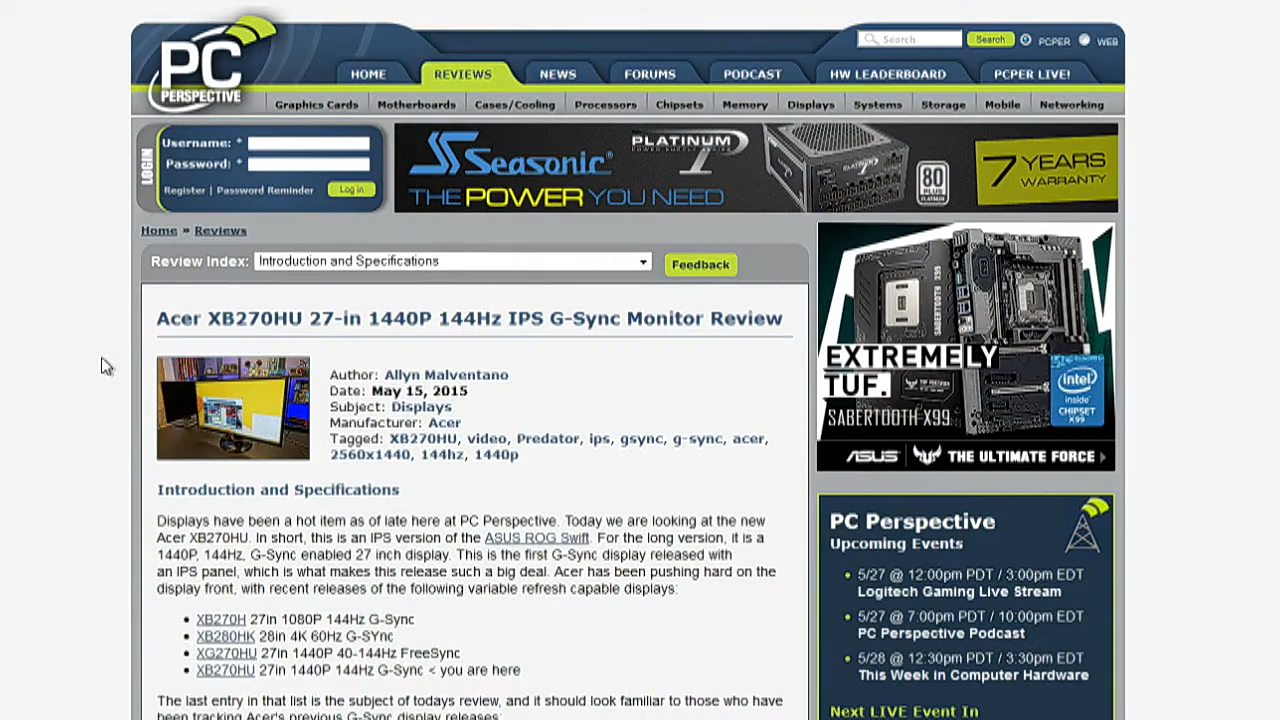 PC
PERSPECTIVE
Search
Search
PCPER
WEB
HOME
REVIEWS
NEWS
FORUMS
PODCAST
HW LEADERBOARD
PCPER LIVE!
Graphics Cards
Motherboards
Cases/Cooling
Processors
Chipsets
Memory
Displays
Systems
Storage
Mobile
Networking
LOGIN
Username: *
Password: *
Register | Password Reminder
Log in
Seasonic®
THE POWER YOU NEED
PLATINUM
80
PLUS
PLATINUM
7 YEARS
WARRANTY
Home » Reviews
Review Index:
Introduction and Specifications
Feedback
Acer XB270HU 27-in 1440P 144Hz IPS G-Sync Monitor Review
Author: Allyn Malventano
Date: May 15, 2015
Subject: Displays
Manufacturer: Acer
Tagged: XB270HU, video, Predator, ips, gsync, g-sync, acer,
2560x1440, 144hz, 1440p
Introduction and Specifications
Displays have been a hot item as of late here at PC Perspective. Today we are looking at the new
Acer XB270HU. In short, this is an IPS version of the ASUS ROG Swift. For the long version, it is a
1440P, 144Hz, G-Sync enabled 27 inch display. This is the first G-Sync display released with
an IPS panel, which is what makes this release such a big deal. Acer has been pushing hard on the
display front, with recent releases of the following variable refresh capable displays:
• XB270H 27in 1080P 144Hz G-Sync
• XB280HK 28in 4K 60Hz G-SYnc
• XG270HU 27in 1440P 40-144Hz FreeSync
• XB270HU 27in 1440P 144Hz G-Sync < you are here
The last entry in that list is the subject of todays review, and it should look familiar to those who have
been tracking Acer's previous G-Sync display releases:
SABERTOOTH X99
EXTREMELY
TUF.
SABERTOOTH X99
intel
inside
CHIPSET
X99
ASUS
THE ULTIMATE FORCE
PC Perspective
Upcoming Events
• 5/27 @ 12:00pm PDT / 3:00pm EDT
Logitech Gaming Live Stream
• 5/27 @ 7:00pm PDT / 10:00pm EDT
PC Perspective Podcast
• 5/28 @ 12:30pm PDT / 3:30pm EDT
This Week in Computer Hardware
Next LIVE Event In